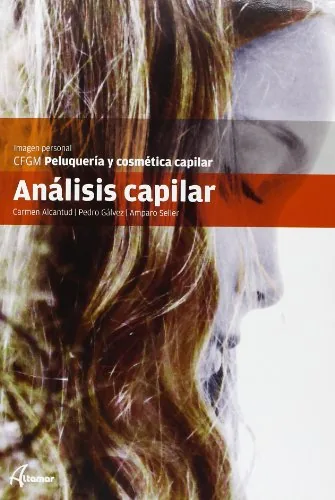 Imagen personal
CFGM Peluquería y cosmética capilar
Análisis capilar
Carmen Alcantud | Pedro Gálvez | Amparo Seller
Altamar